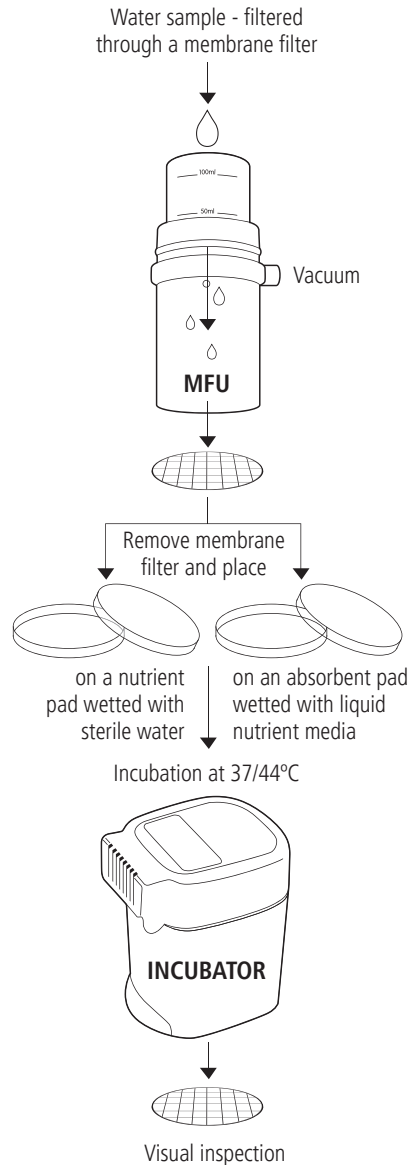 Water sample - filtered
through a membrane filter
100ml
50ml
Vacuum
MFU
Remove membrane
filter and place
on a nutrient
pad wetted with
sterile water
on an absorbent pad
wetted with liquid
nutrient media
Incubation at 37/44ºC
INCUBATOR
Visual inspection